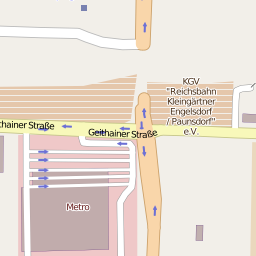 KGV
"Reichsbahn
Kleingärtner
Engelsdorf
/ Paunsdorf"
e.V.
hainer Straße
Geithainer Straße
Metro